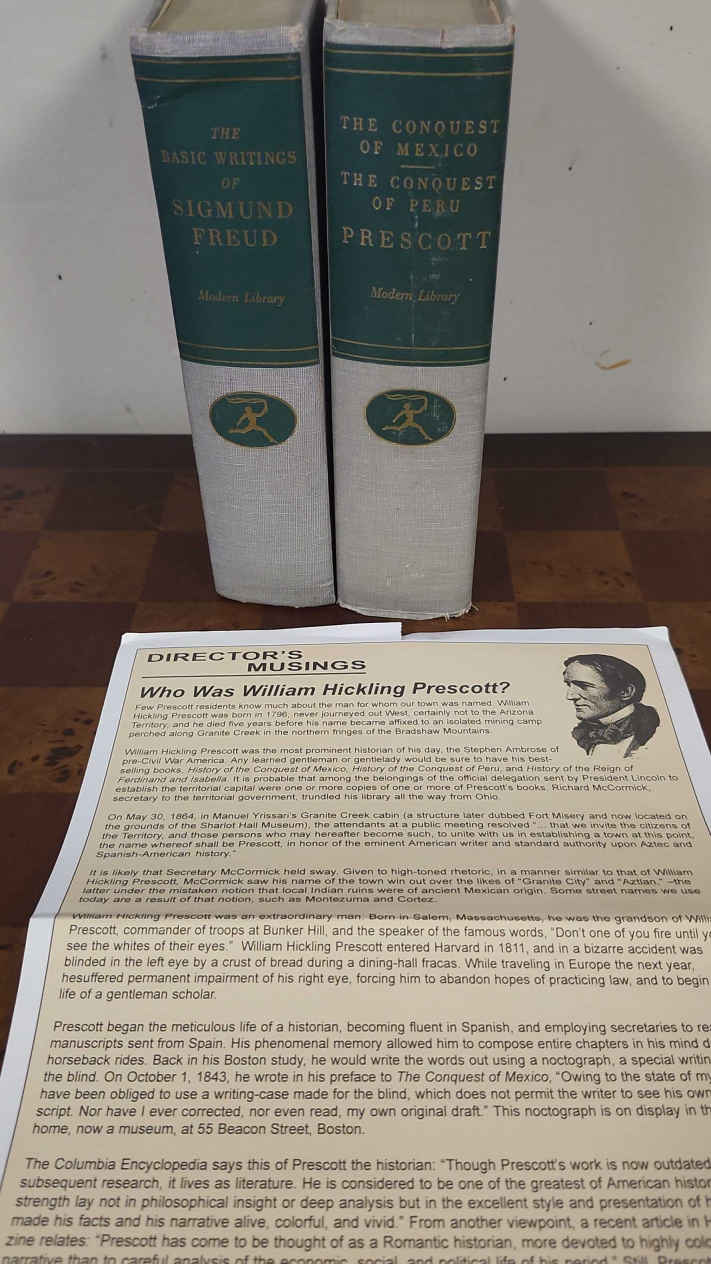 THE
BASIC WRITINGS
OF
SIGMUND
FREUD
Modern Library
THE CONQUEST
OF MEXICO
THE CONQUEST
OF PERU
PRESCOTT
Modern Library
DIRECTOR'S
MUSINGS
Who Was William Hickling Prescott?
Few Prescott residents know much about the man for whom our town was named. William
Hickling Prescott was born in 1796; never journeyed out West, certainly not to the Arizona
Territory; and he died five years before his name became affixed to an isolated mining camp
perched along Granite Creek in the northern fringes of the Bradshaw Mountains.
William Hickling Prescott was the most prominent historian of his day, the Stephen Ambrose of
pre-Civil War America. Any learned gentleman or gentlelady would be sure to have his best-
selling books, History of the Conquest of Mexico, History of the Conquest of Peru, and History of the Reign of
Ferdinand and Isabella. It is probable that among the belongings of the official delegation sent by President Lincoln to
establish the territorial capital were one or more copies of one or more of Prescott's books. Richard McCormick,
secretary to the territorial government, trundled his library all the way from Ohio.
On May 30, 1864, in Manuel Yrissari's Granite Creek cabin (a structure later dubbed Fort Misery and now located on
the grounds of the Sharlot Hall Museum), the attendants at a public meeting resolved "... that we invite the citizens of
the Territory, and those persons who may hereafter become such, to unite with us in establishing a town at this point,
the name whereof shall be Prescott, in honor of the eminent American writer and standard authority upon Aztec and
Spanish-American history."
It is likely that Secretary McCormick held sway. Given to high-toned rhetoric, in a manner similar to that of William
Hickling Prescott, McCormick saw his name of the town win out over the likes of "Granite City" and "Aztlan," –the
latter under the mistaken notion that local Indian ruins were of ancient Mexican origin. Some street names we use
today are a result of that notion, such as Montezuma and Cortez.
William Hickling Prescott was an extraordinary man. Born in Salem, Massachusetts, he was the grandson of Willi
Prescott, commander of troops at Bunker Hill, and the speaker of the famous words, "Don't one of you fire until y
see the whites of their eyes." William Hickling Prescott entered Harvard in 1811, and in a bizarre accident was
blinded in the left eye by a crust of bread during a dining-hall fracas. While traveling in Europe the next year,
hesuffered permanent impairment of his right eye, forcing him to abandon hopes of practicing law, and to begin
life of a gentleman scholar.
Prescott began the meticulous life of a historian, becoming fluent in Spanish, and employing secretaries to re
manuscripts sent from Spain. His phenomenal memory allowed him to compose entire chapters in his mind d
horseback rides. Back in his Boston study, he would write the words out using a noctograph, a special writin
the blind. On October 1, 1843, he wrote in his preface to The Conquest of Mexico, "Owing to the state of my
have been obliged to use a writing-case made for the blind, which does not permit the writer to see his own
script. Nor have I ever corrected, nor even read, my own original draft." This noctograph is on display in th
home, now a museum, at 55 Beacon Street, Boston.
The Columbia Encyclopedia says this of Prescott the historian: "Though Prescott's work is now outdated
subsequent research, it lives as literature. He is considered to be one of the greatest of American histor
strength lay not in philosophical insight or deep analysis but in the excellent style and presentation of h
made his facts and his narrative alive, colorful, and vivid." From another viewpoint, a recent article in H
zine relates: "Prescott has come to be thought of as a Romantic historian, more devoted to highly colo
narrative than to careful analysis of the economic, social, and political life of his period." Still, Prescott